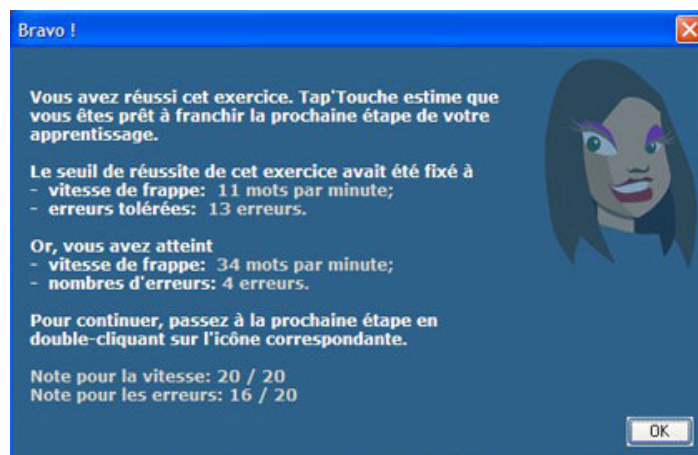 Bravo !
Vous avez réussi cet exercice. Tap'Touche estime que
vous êtes prêt à franchir la prochaine étape de votre
apprentissage.
Le seuil de réussite de cet exercice avait été fixé à
- vitesse de frappe: 11 mots par minute;
- erreurs tolérées: 13 erreurs.
Or, vous avez atteint
- vitesse de frappe: 34 mots par minute;
- nombres d'erreurs: 4 erreurs.
Pour continuer, passez à la prochaine étape en
double-cliquant sur l'icône correspondante.
Note pour la vitesse: 20 / 20
Note pour les erreurs: 16 / 20
OK